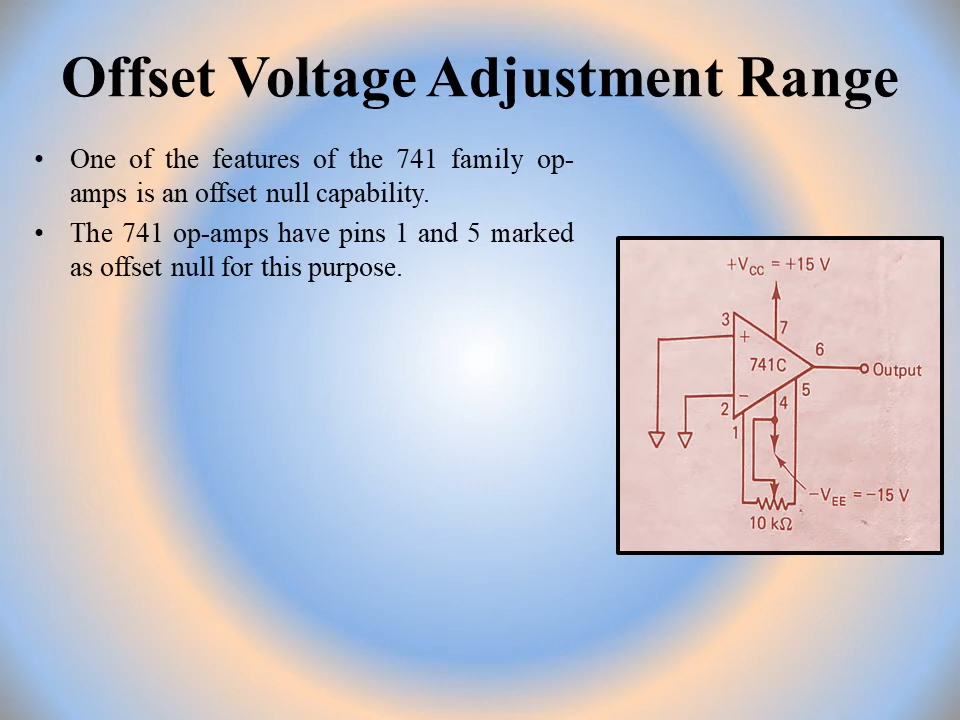 Offset Voltage Adjustment Range
• One of the features of the 741 family op-
amps is an offset null capability.
• The 741 op-amps have pins 1 and 5 marked
as offset null for this purpose.
+VCC = +15 V
3
7
+
741C
6
Output
−
2
5
4
1
−VEE = −15 V
10 kΩ